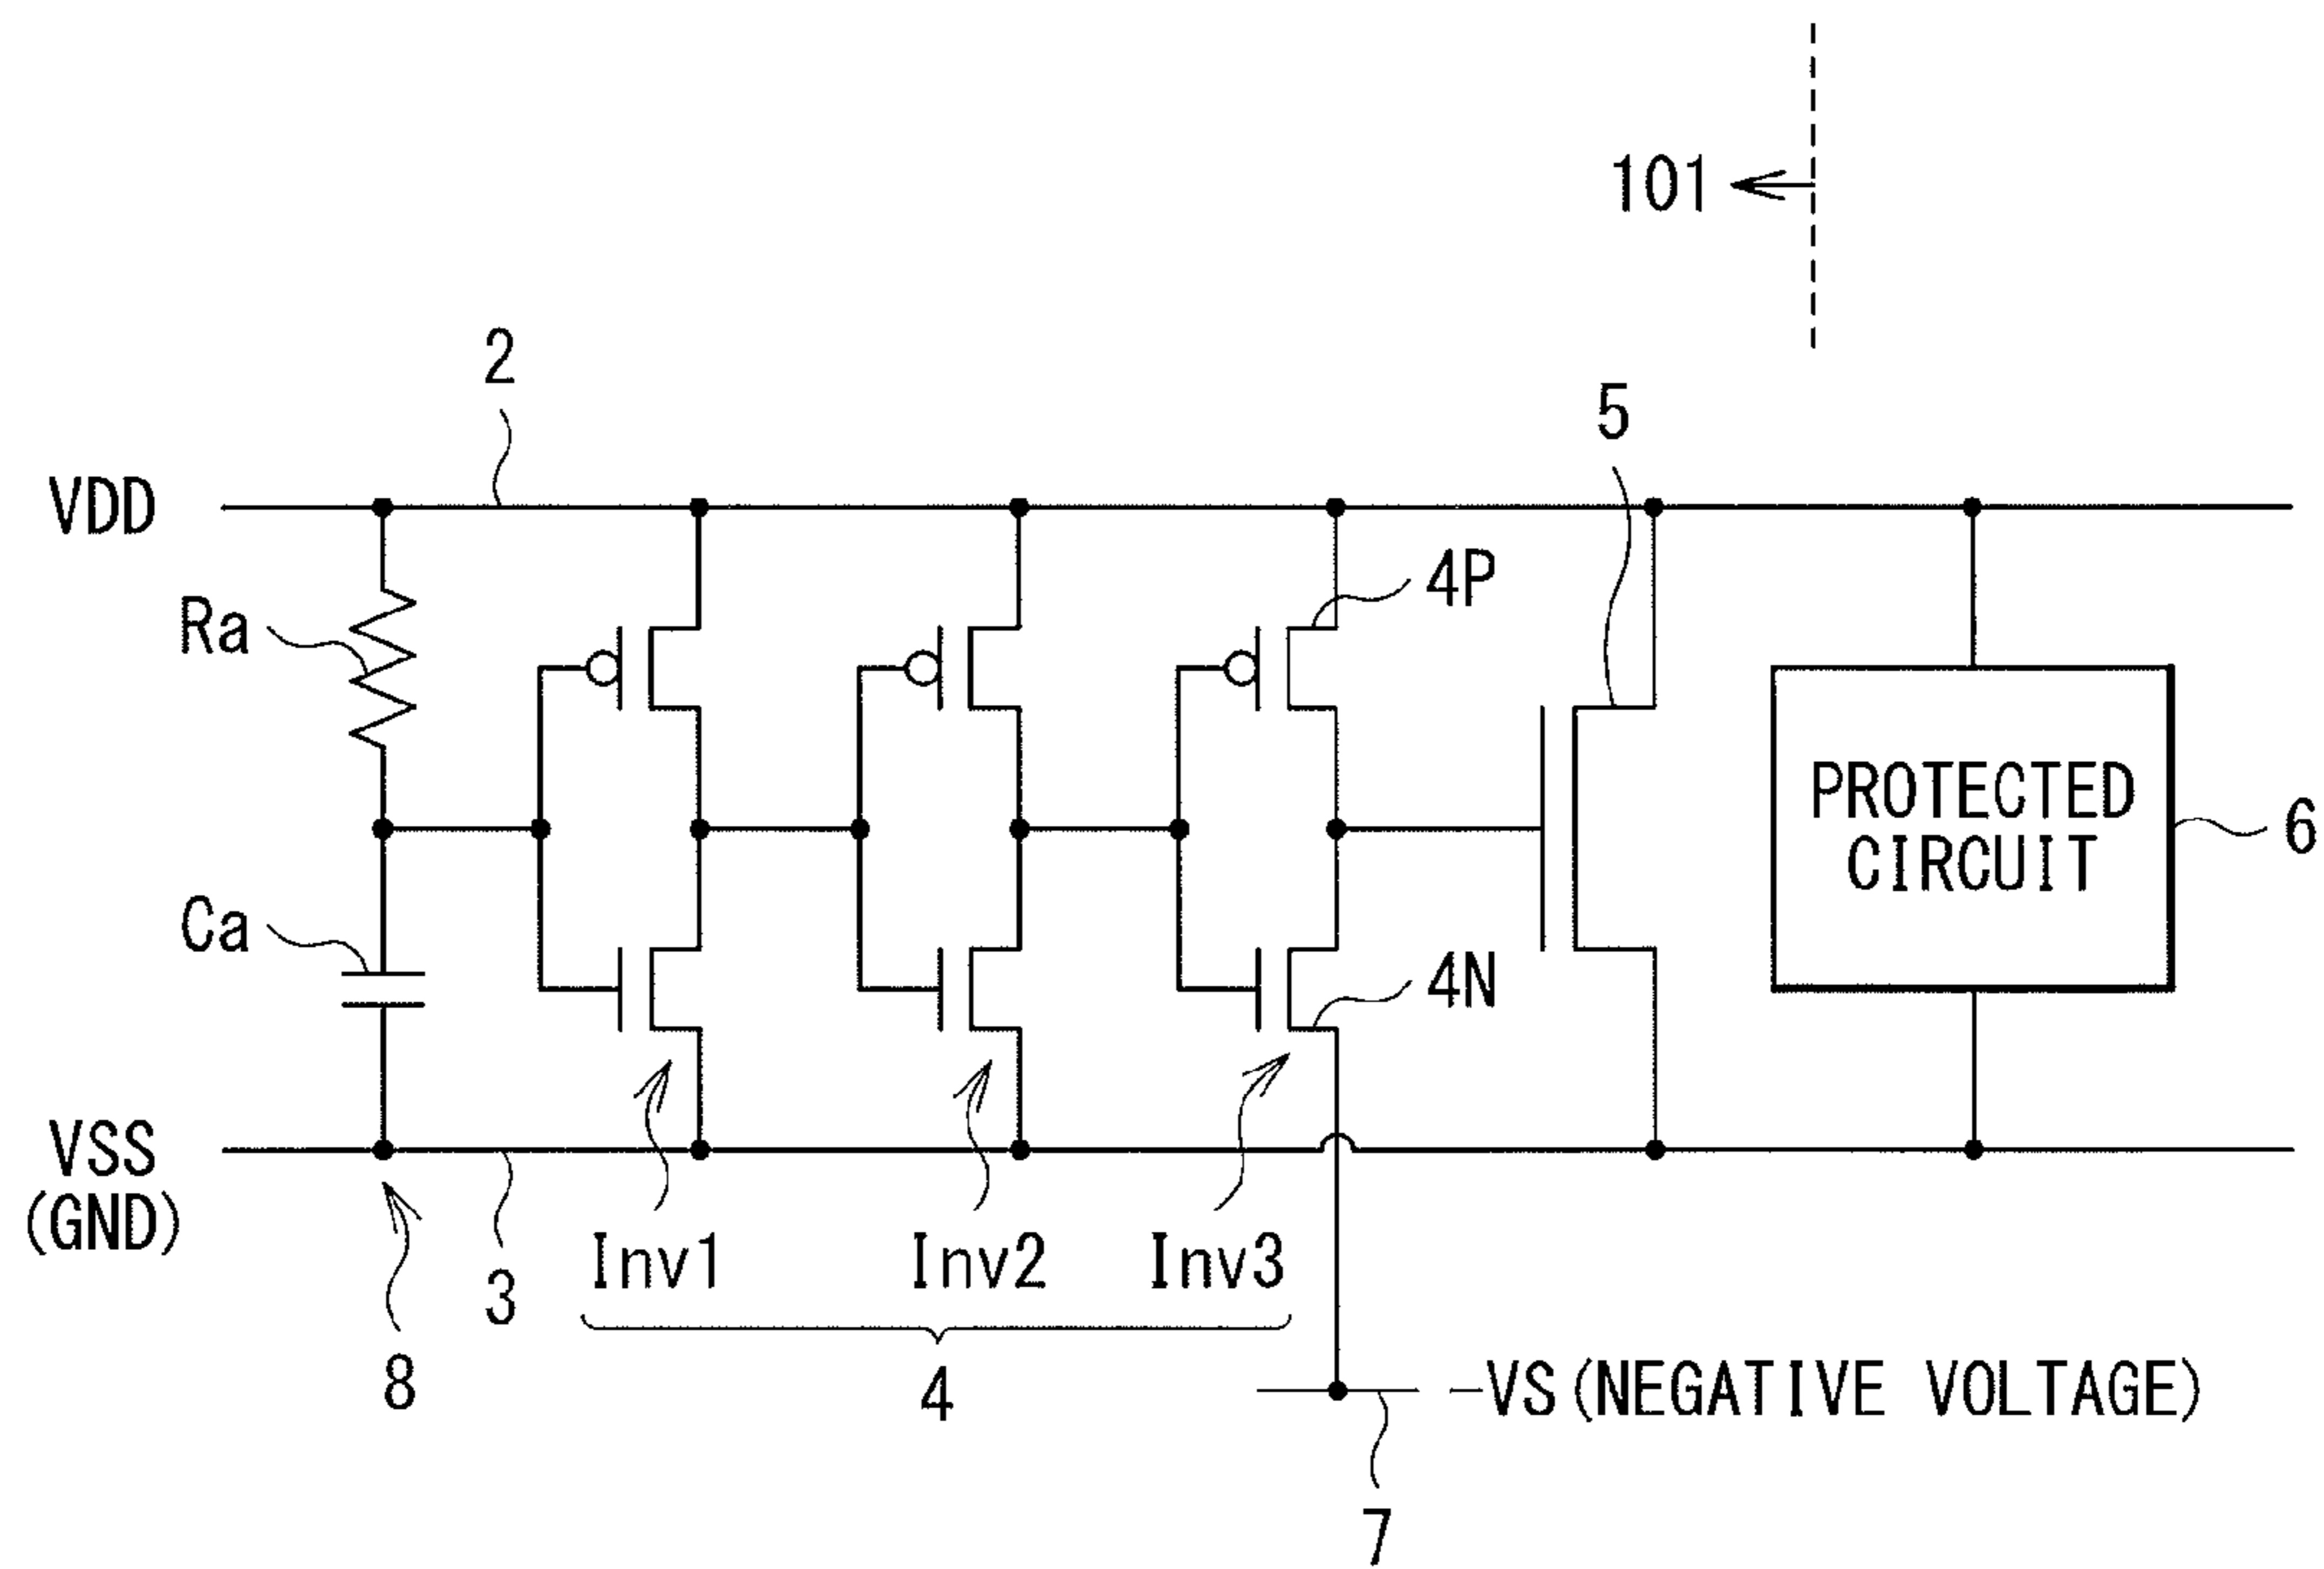 101
2
5
VDD
4P
Ra
PROTECTED
CIRCUIT
6
Ca
4N
VSS
(GND)
Inv1
Inv2
Inv3
3
8
4
-VS(NEGATIVE VOLTAGE)
7